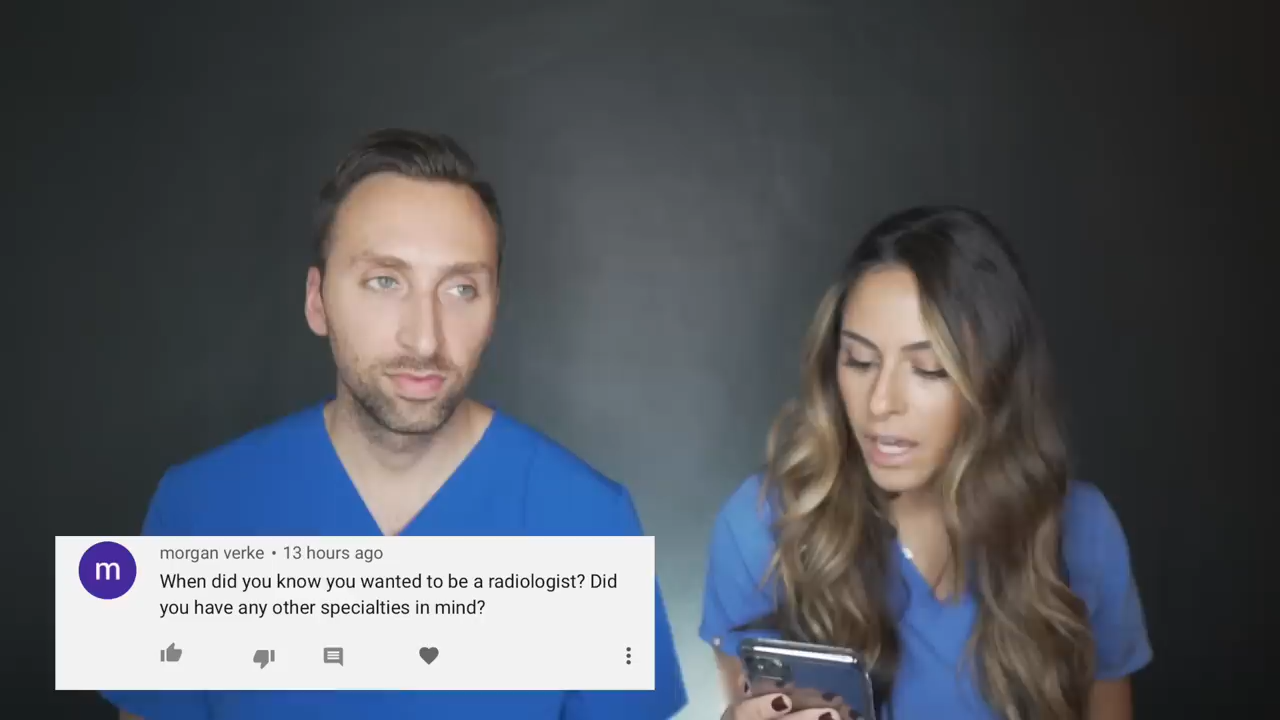 m
morgan verke • 13 hours ago
When did you know you wanted to be a radiologist? Did
you have any other specialties in mind?